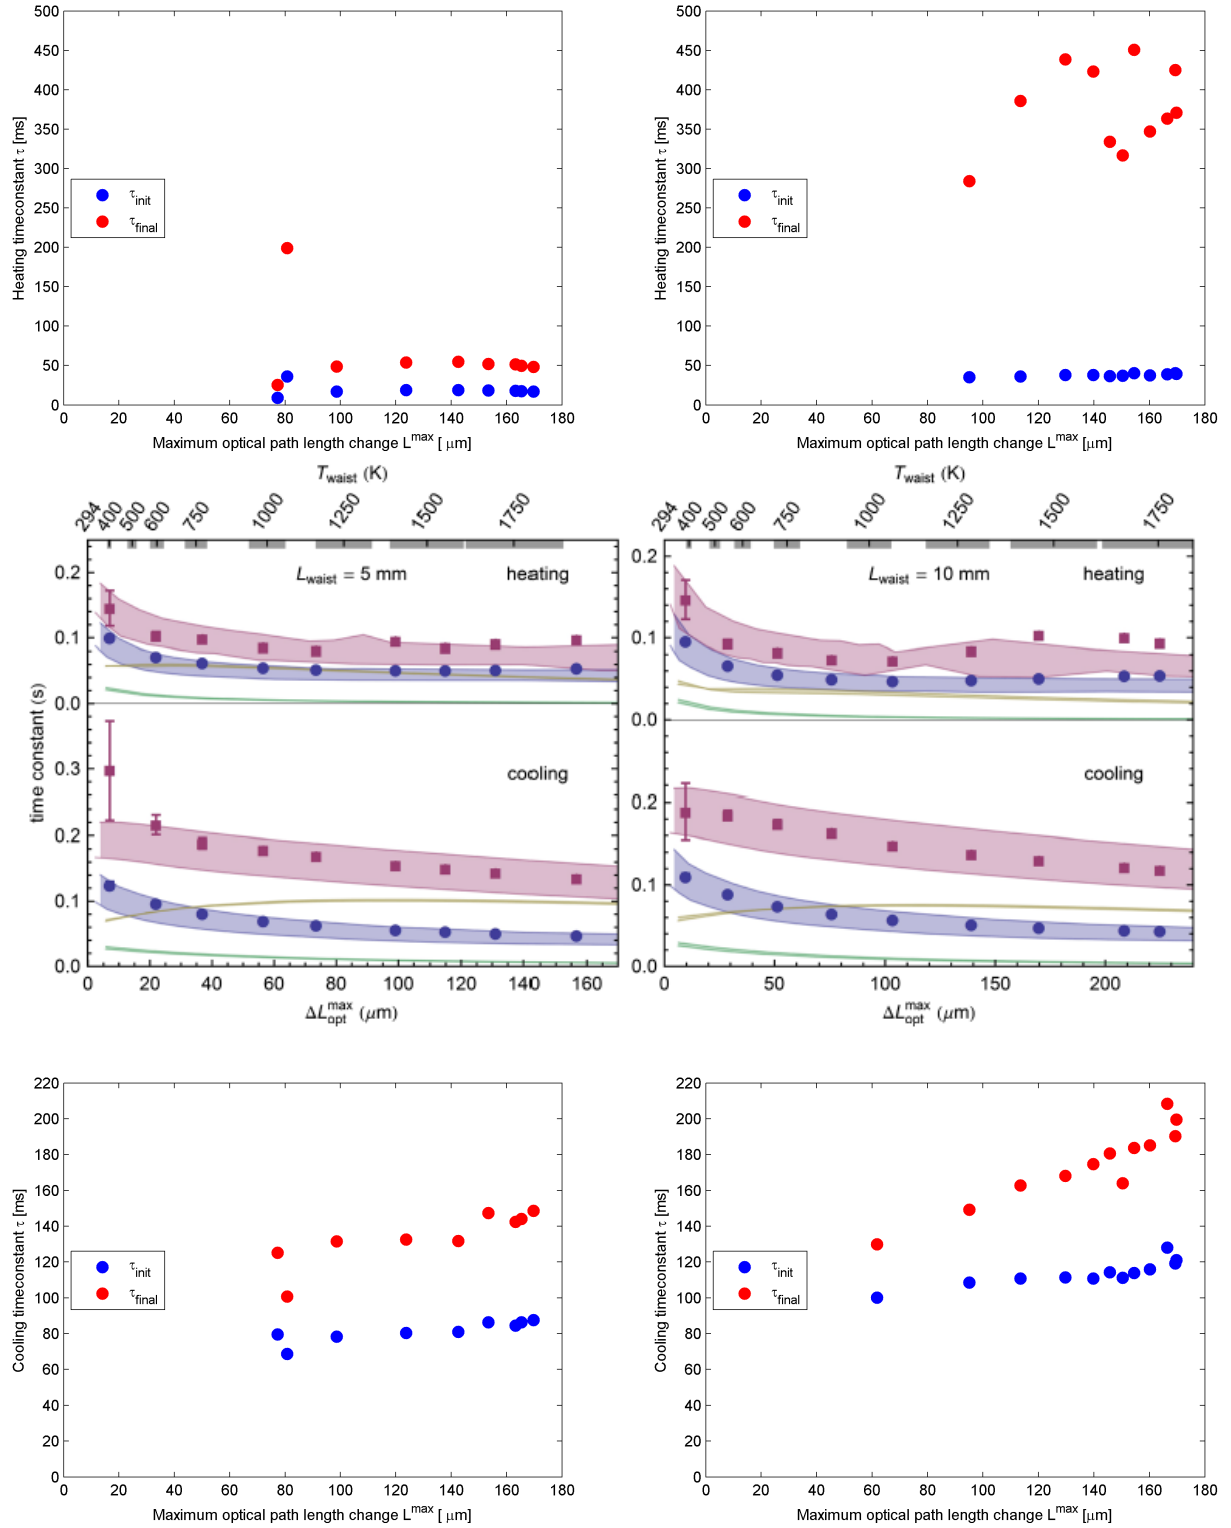 500
450
400
350
300
250
200
150
100
50
0
Heating timeconstant τ [ms]
τinit
τfinal
0 20 40 60 80 100 120 140 160 180
Maximum optical path length change Lmax [ μm]
500
450
400
350
300
250
200
150
100
50
0
Heating timeconstant τ [ms]
τinit
τfinal
0 20 40 60 80 100 120 140 160 180
Maximum optical path length change Lmax [μm]
Twaist (K)
294 400 500 600 750 1000 1250 1500 1750
Lwaist = 5 mm heating
0.2
0.1
0.0
time constant (s)
cooling
0.3
0.2
0.1
0.0
0 20 40 60 80 100 120 140 160
ΔLoptmax (μm)
Twaist (K)
294 400 500 600 750 1000 1250 1500 1750
Lwaist = 10 mm heating
0.2
0.1
0.0
cooling
0.2
0.1
0.0
0 50 100 150 200
ΔLoptmax (μm)
220
200
180
160
140
120
100
80
60
40
20
0
Cooling timeconstant τ [ms]
τinit
τfinal
0 20 40 60 80 100 120 140 160 180
Maximum optical path length change Lmax [ μm]
220
200
180
160
140
120
100
80
60
40
20
0
Cooling timeconstant τ [ms]
τinit
τfinal
0 20 40 60 80 100 120 140 160 180
Maximum optical path length change Lmax [μm]